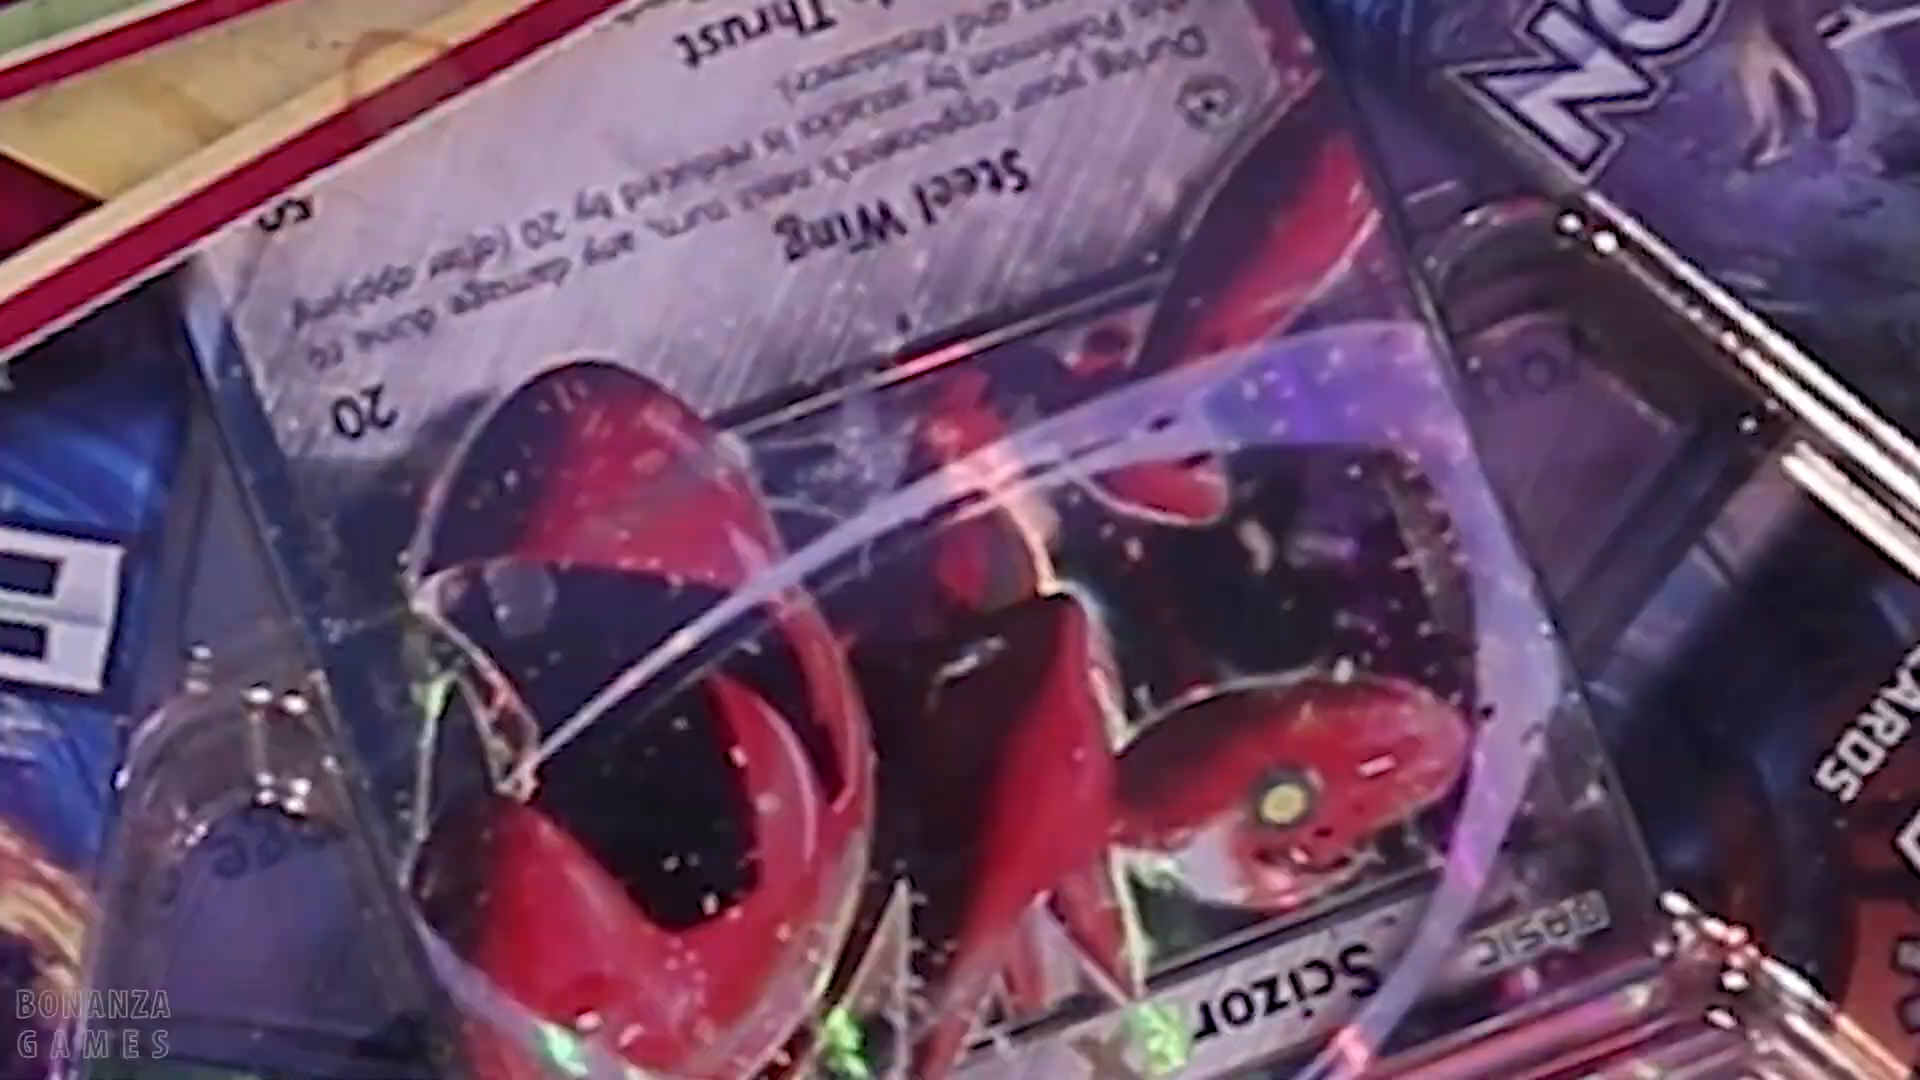 BASIC
Scizor
20
Steel Wing
During your opponent's next turn, any damage done to
this Pokémon by attacks is reduced by 20 (after applying
and Resistance).
Thrust
50
CARDS
BONANZA
GAMES